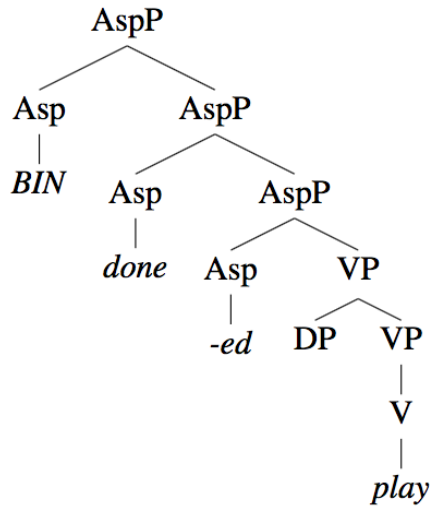 AspP
Asp AspP
BIN Asp AspP
done Asp VP
-ed DP VP
V
play